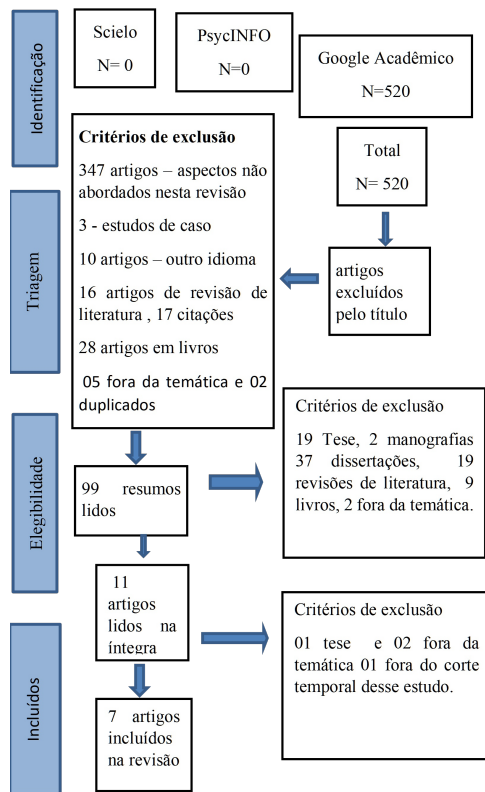 Identificação
Scielo
N= 0
PsycINFO
N=0
Google Acadêmico
N=520
Total
N= 520
Triagem
artigos
excluídos
pelo título
Critérios de exclusão
347 artigos – aspectos não
abordados nesta revisão
3 - estudos de caso
10 artigos – outro idioma
16 artigos de revisão de
literatura , 17 citações
28 artigos em livros
05 fora da temática e 02
duplicados
Elegibilidade
99 resumos
lidos
Critérios de exclusão
19 Tese, 2 manografias
37 dissertações, 19
revisões de literatura, 9
livros, 2 fora da temática.
11
artigos
lidos na
íntegra
Critérios de exclusão
01 tese e 02 fora da
temática 01 fora do corte
temporal desse estudo.
Incluídos
7 artigos
incluídos
na revisão